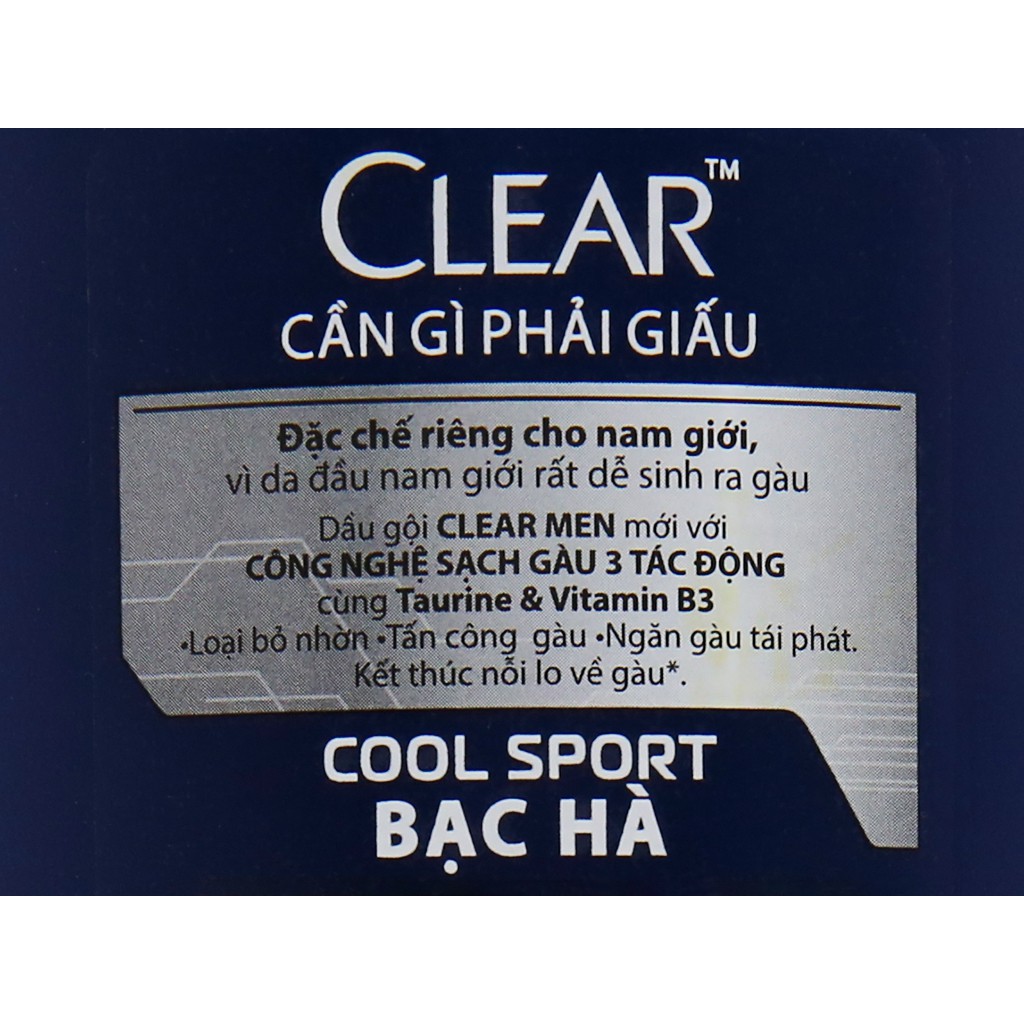 CLEAR™
CẦN GÌ PHẢI GIẤU
Đặc chế riêng cho nam giới,
vì da đầu nam giới rất dễ sinh ra gàu
Dầu gội CLEAR MEN mới với
CÔNG NGHỆ SẠCH GÀU 3 TÁC ĐỘNG
cùng Taurine & Vitamin B3
•Loại bỏ nhờn •Tấn công gàu •Ngăn gàu tái phát.
Kết thúc nỗi lo về gàu*.
COOL SPORT
BẠC HÀ